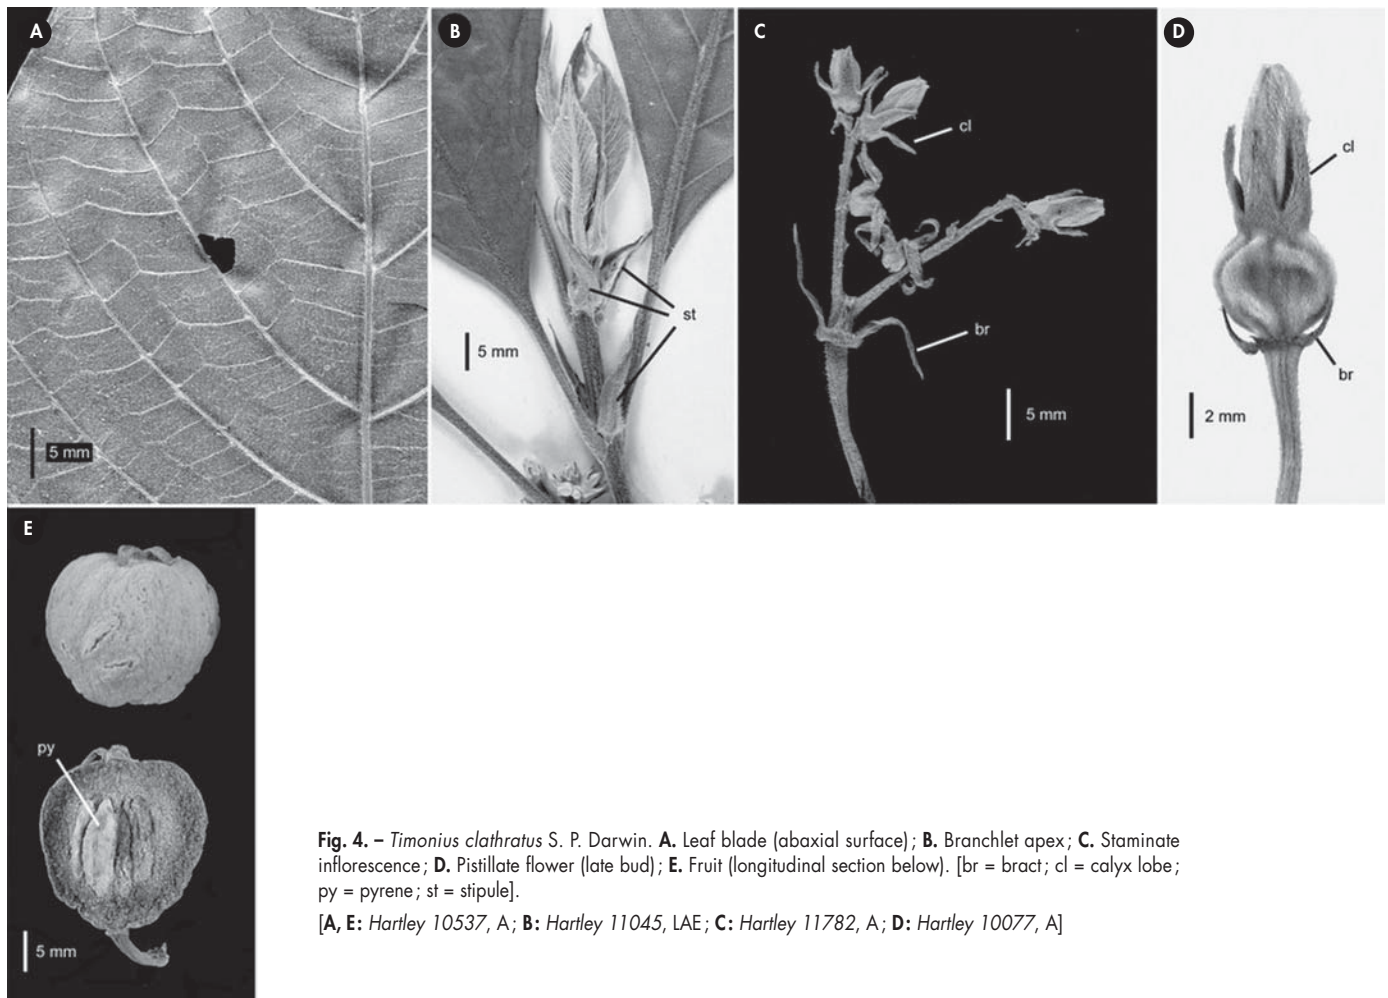 A
B
C
D
cl
cl
st
br
br
5 mm
5 mm
5 mm
2 mm
E
py
5 mm
Fig. 4. – Timonius clathratus S. P. Darwin. A. Leaf blade (abaxial surface) ; B. Branchlet apex ; C. Staminate
inflorescence ; D. Pistillate flower (late bud) ; E. Fruit (longitudinal section below). [br = bract ; cl = calyx lobe ;
py = pyrene ; st = stipule].
[A, E: Hartley 10537, A ; B: Hartley 11045, LAE ; C: Hartley 11782, A ; D: Hartley 10077, A]